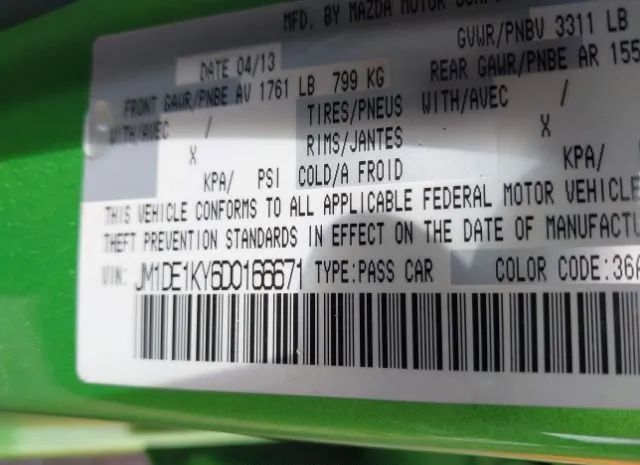 MFD. BY MAZDA MOTOR
DATE 04/13
GVWR/PNBV 3311 LB
FRONT GAWR/PNBE AV 1761 LB 799 KG
REAR GAWR/PNBE AR 155
WITH/AVEC /
TIRES/PNEUS WITH/AVEC /
X
RIMS/JANTES
X
KPA/ PSI COLD/A FROID
KPA/
THIS VEHICLE CONFORMS TO ALL APPLICABLE FEDERAL MOTOR VEHICLE
THEFT PREVENTION STANDARDS IN EFFECT ON THE DATE OF MANUFACTU
VIN: JM1DE1KY6D0166671 TYPE:PASS CAR COLOR CODE:36A